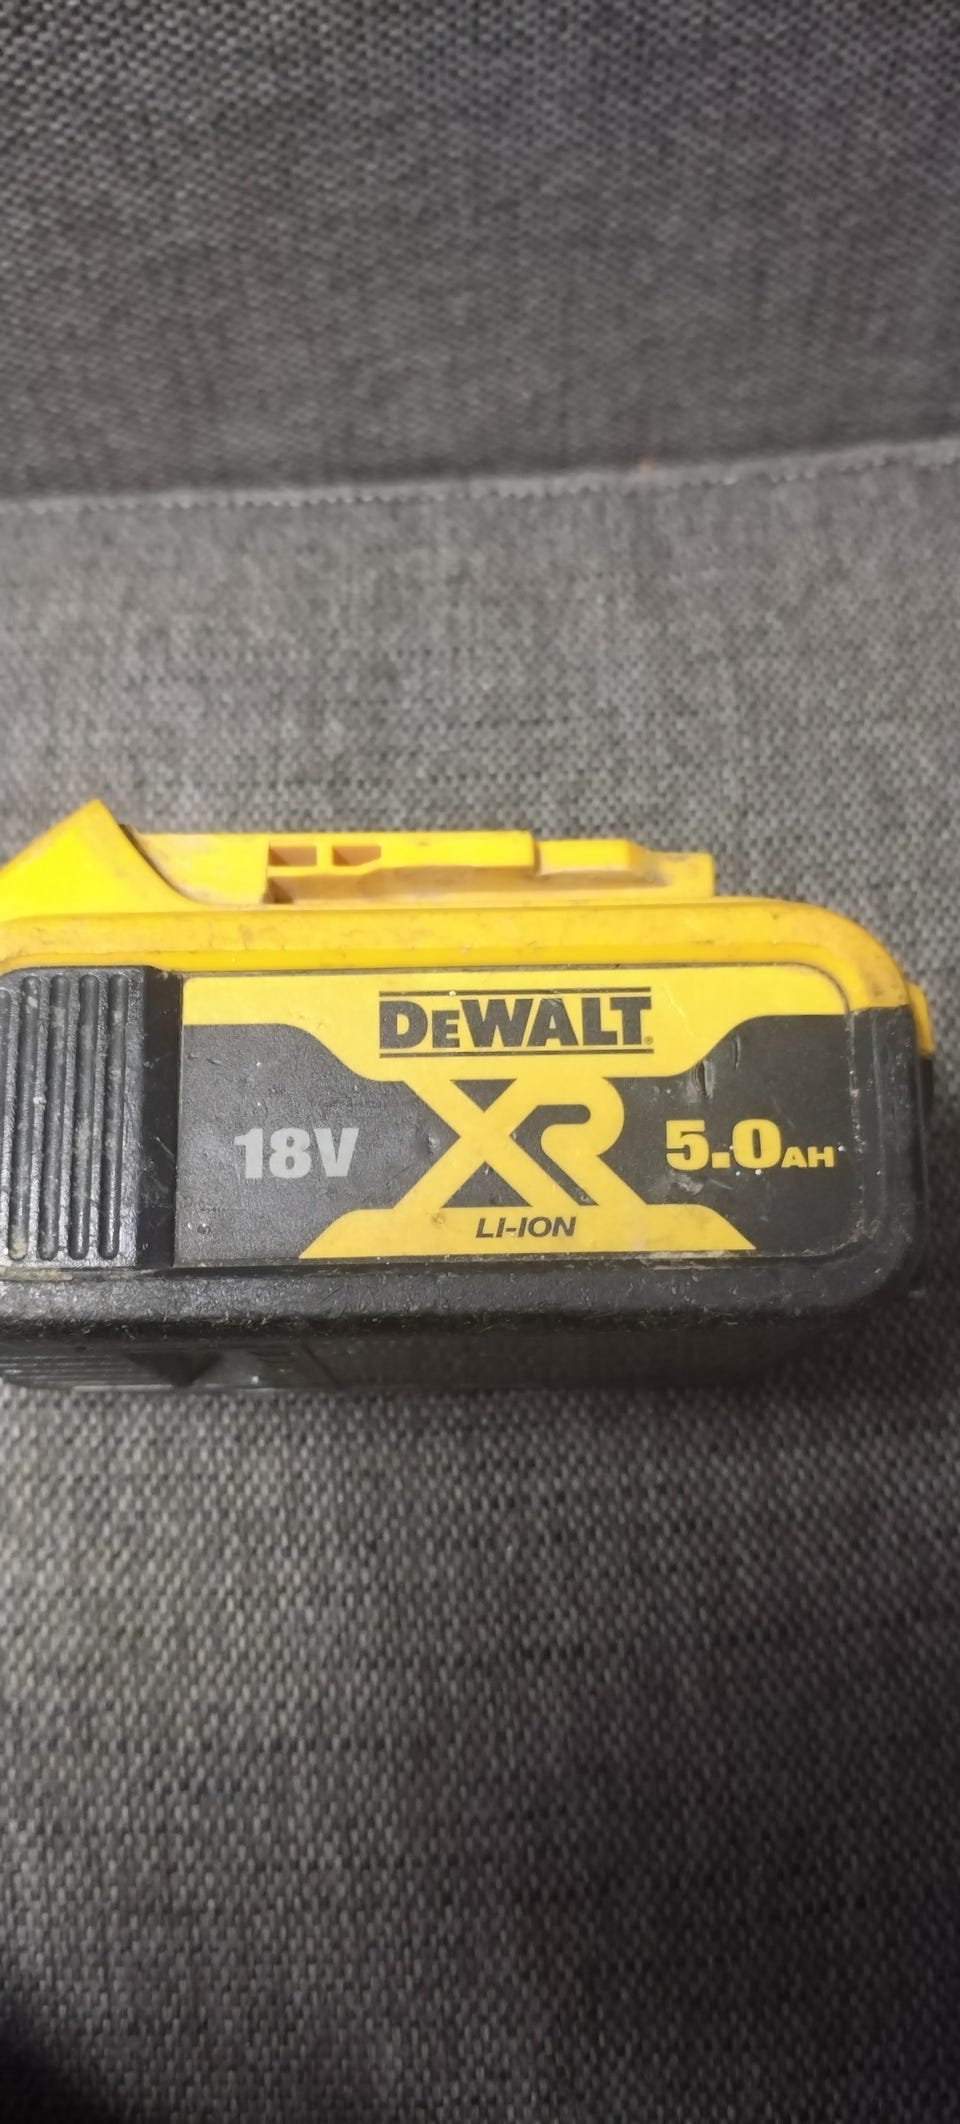 DEWALT®
XR
18V
5.0AH
LI-ION